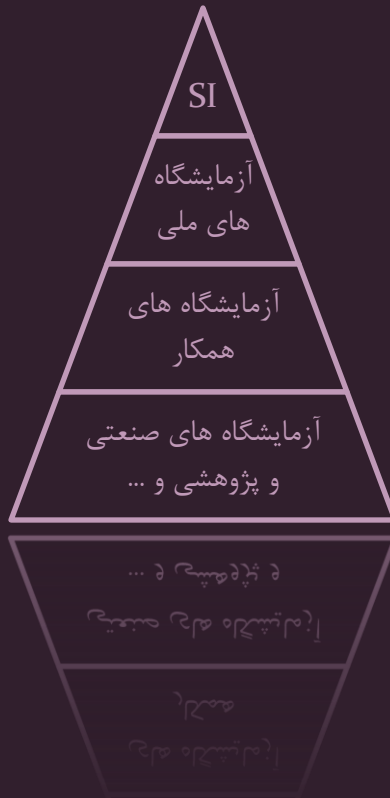 SI
آزمایشگاه
های ملی
آزمایشگاه های
همکار
آزمایشگاه های صنعتی
و پژوهشی و ...